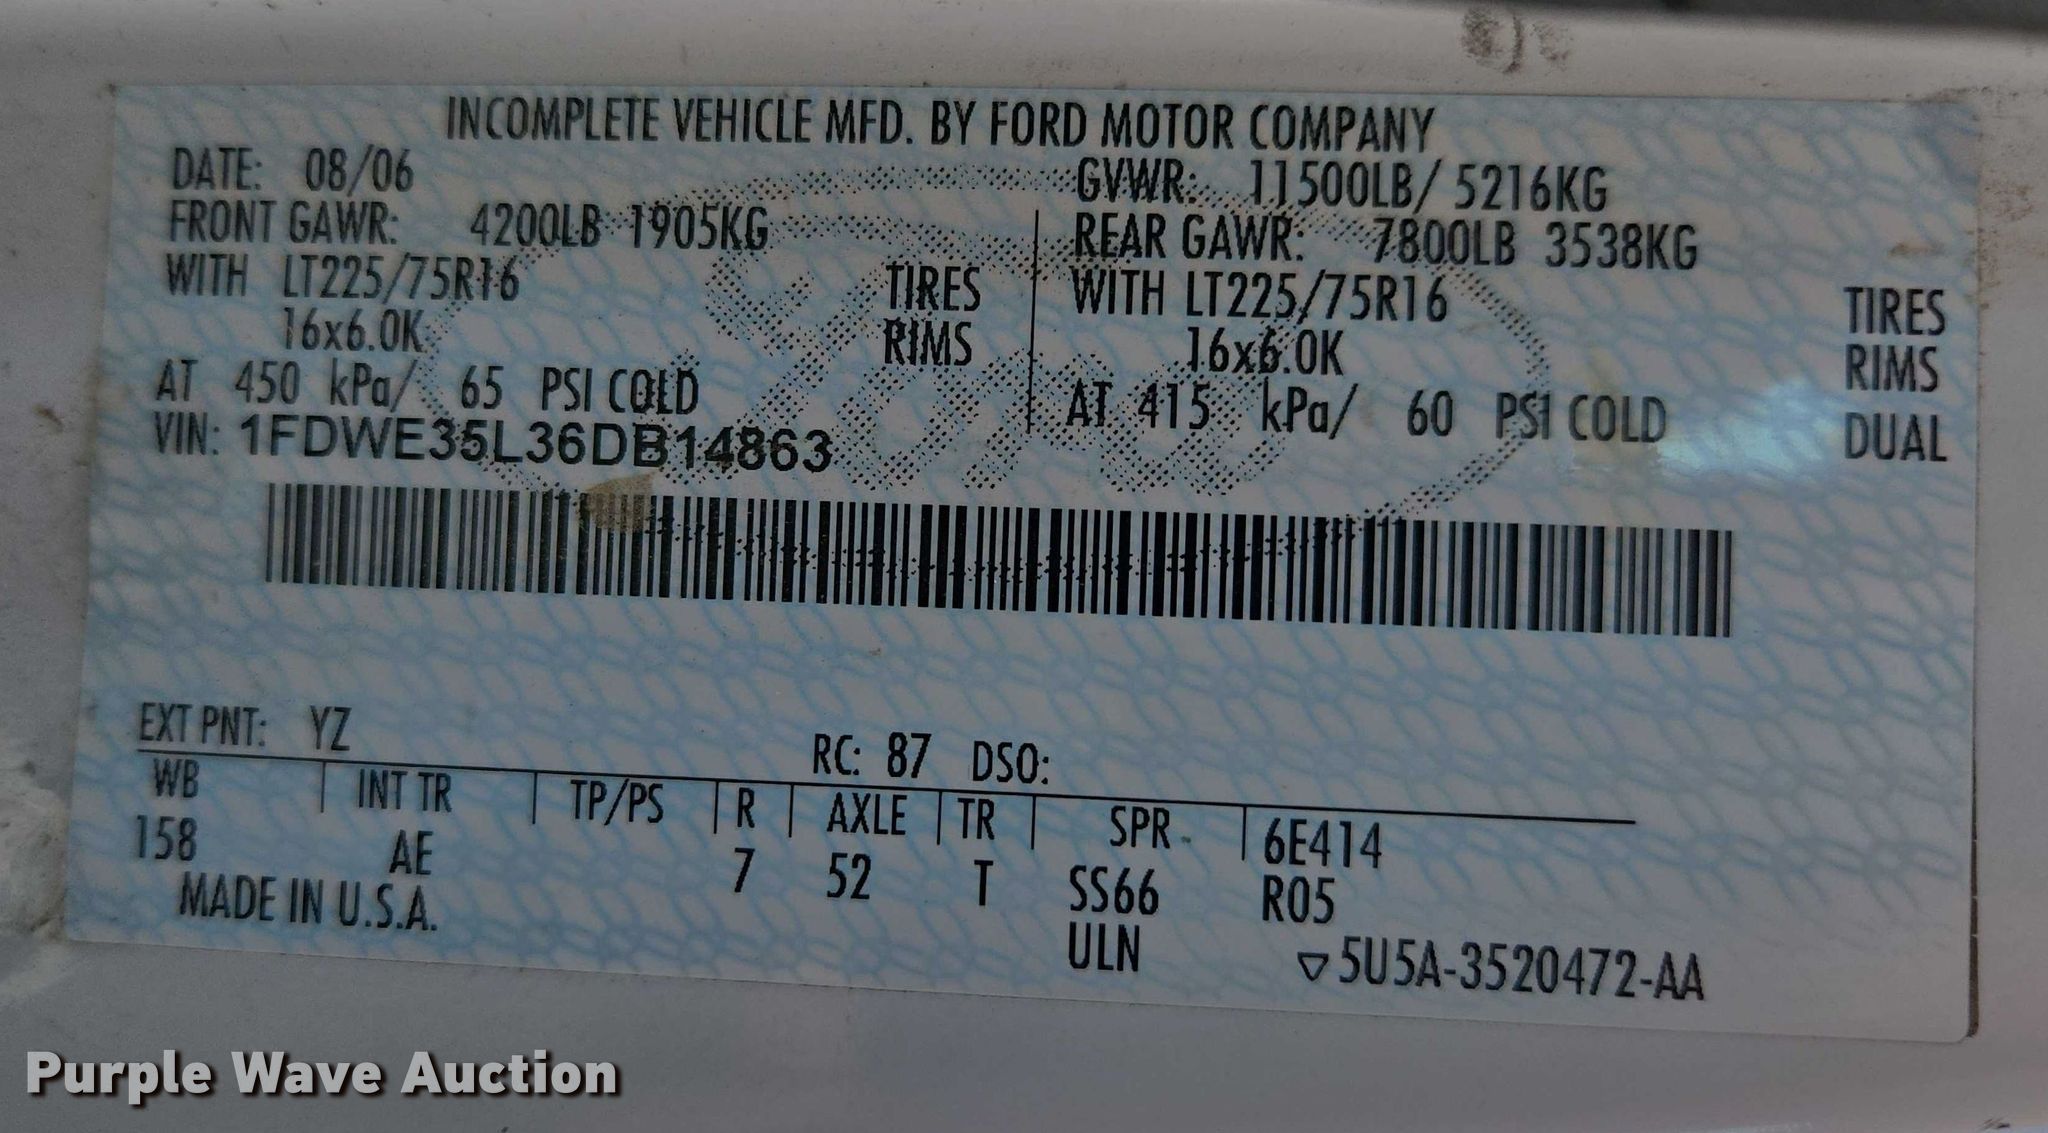 INCOMPLETE VEHICLE MFD. BY FORD MOTOR COMPANY
DATE: 08/06 GVWR: 11500LB/ 5216KG
FRONT GAWR: 4200LB 1905KG REAR GAWR: 7800LB 3538KG
WITH LT225/75R16 TIRES WITH LT225/75R16 TIRES
16x6.0K RIMS 16x6.0K RIMS
AT 450 kPa/ 65 PSI COLD AT 415 kPa/ 60 PSI COLD DUAL
VIN: 1FDWE35L36DB14863
EXT PNT: YZ RC: 87 DSO:
WB INT TR TP/PS R AXLE TR SPR 6E414
158 AE 7 52 T SS66 R05
MADE IN U.S.A. ULN ▽5U5A-3520472-AA
Purple Wave Auction